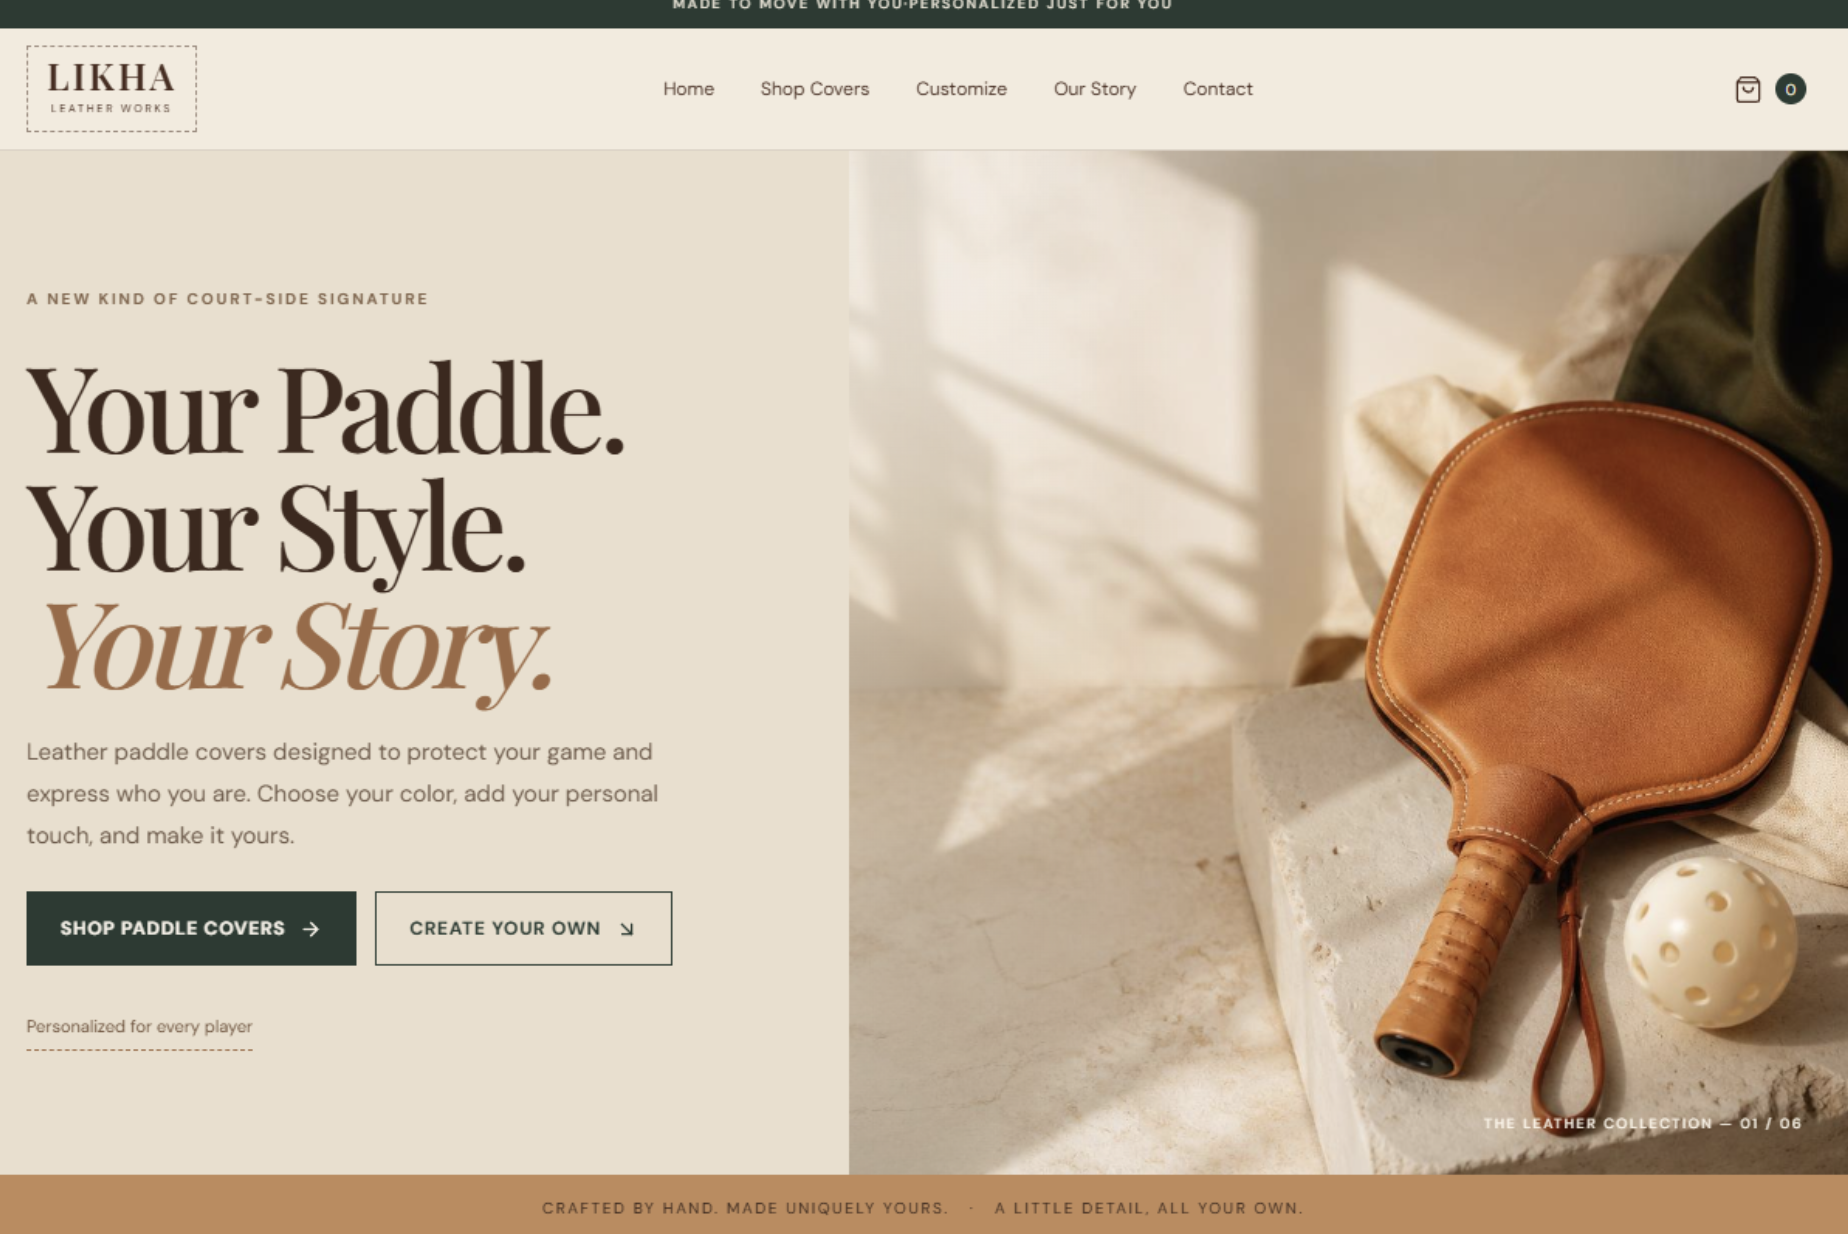 MADE TO MOVE WITH YOU·PERSONALIZED JUST FOR YOU
LIKHA
LEATHER WORKS
Home
Shop Covers
Customize
Our Story
Contact
0
A NEW KIND OF COURT-SIDE SIGNATURE
Your Paddle.
Your Style.
Your Story.
Leather paddle covers designed to protect your game and
express who you are. Choose your color, add your personal
touch, and make it yours.
SHOP PADDLE COVERS →
CREATE YOUR OWN ↘
Personalized for every player
THE LEATHER COLLECTION — 01 / 06
CRAFTED BY HAND. MADE UNIQUELY YOURS. · A LITTLE DETAIL, ALL YOUR OWN.